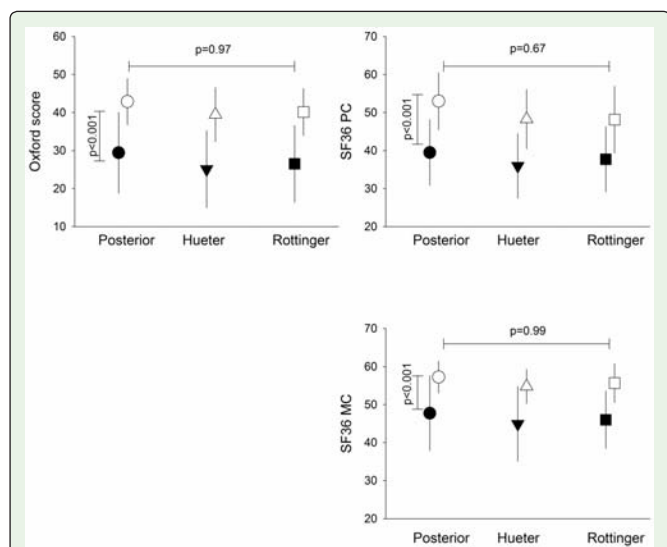 60
50
40
30
20
10
Oxford score
p<0.001
p=0.97
Posterior Hueter Rottinger
70
60
50
40
30
20
SF36 PC
p<0.001
p=0.67
Posterior Hueter Rottinger
70
60
50
40
30
20
SF36 MC
p<0.001
p=0.99
Posterior Hueter Rottinger